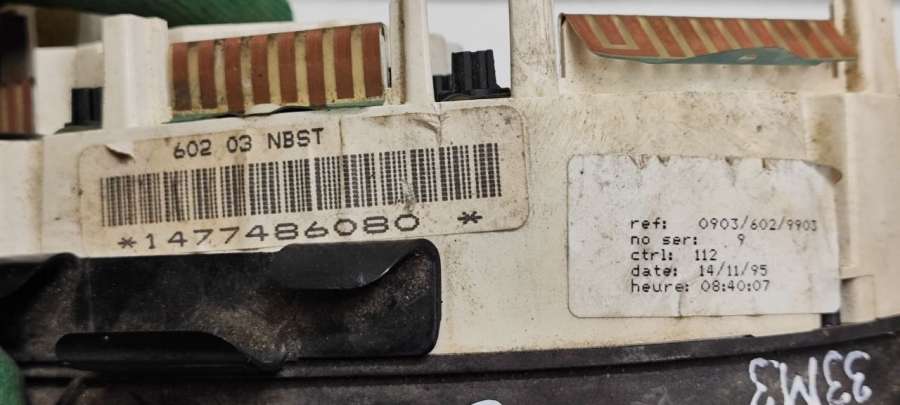 602 03 NBST
*1477486080 *
ref: 0903/602/9903
no ser: 9
ctrl: 112
date: 14/11/95
heure: 08:40:07
33M3